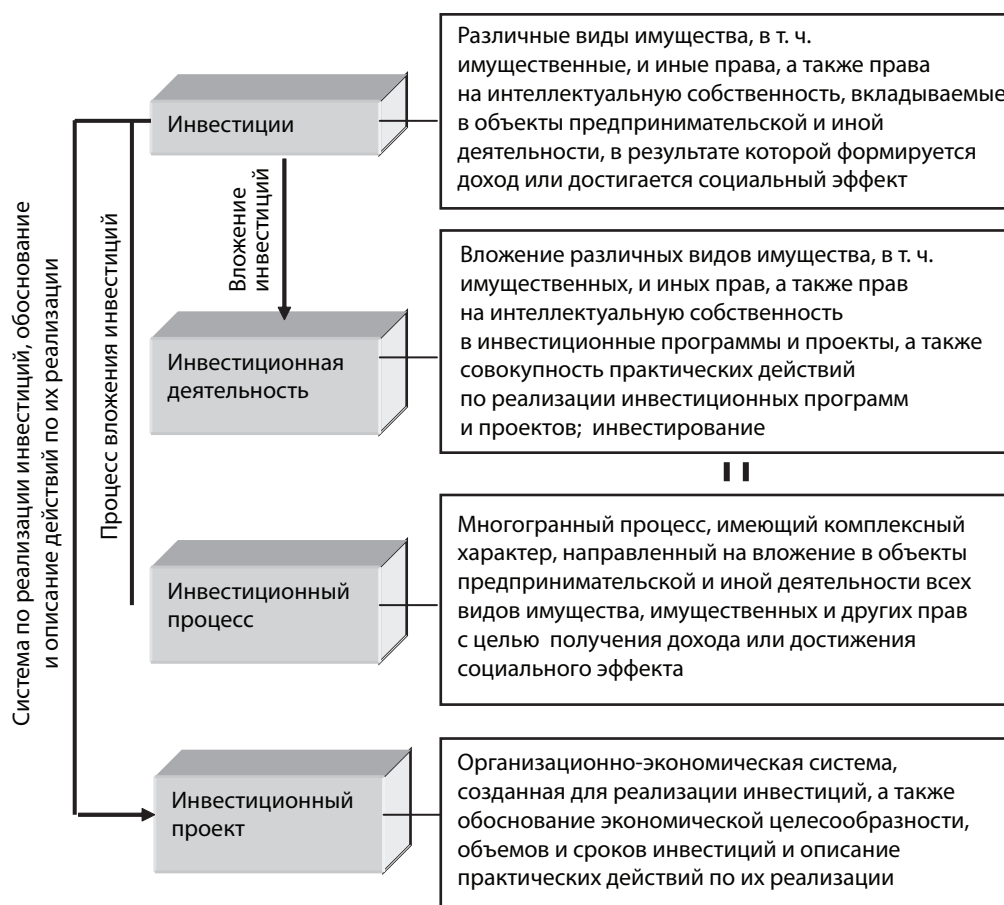 Различные виды имущества, в т. ч.
имущественные, и иные права, а также права
на интеллектуальную собственность, вкладываемые
в объекты предпринимательской и иной
деятельности, в результате которой формируется
доход или достигается социальный эффект
Инвестиции
Вложение
инвестиций
Процесс вложения инвестиций
Система по реализации инвестиций, обоснование
и описание действий по их реализации
Вложение различных видов имущества, в т. ч.
имущественных, и иных прав, а также прав
на интеллектуальную собственность
в инвестиционные программы и проекты, а также
совокупность практических действий
по реализации инвестиционных программ
и проектов; инвестирование
Инвестиционная
деятельность
=
Многогранный процесс, имеющий комплексный
характер, направленный на вложение в объекты
предпринимательской и иной деятельности всех
видов имущества, имущественных и других прав
с целью получения дохода или достижения
социального эффекта
Инвестиционный
процесс
Организационно-экономическая система,
созданная для реализации инвестиций, а также
обоснование экономической целесообразности,
объемов и сроков инвестиций и описание
практических действий по их реализации
Инвестиционный
проект